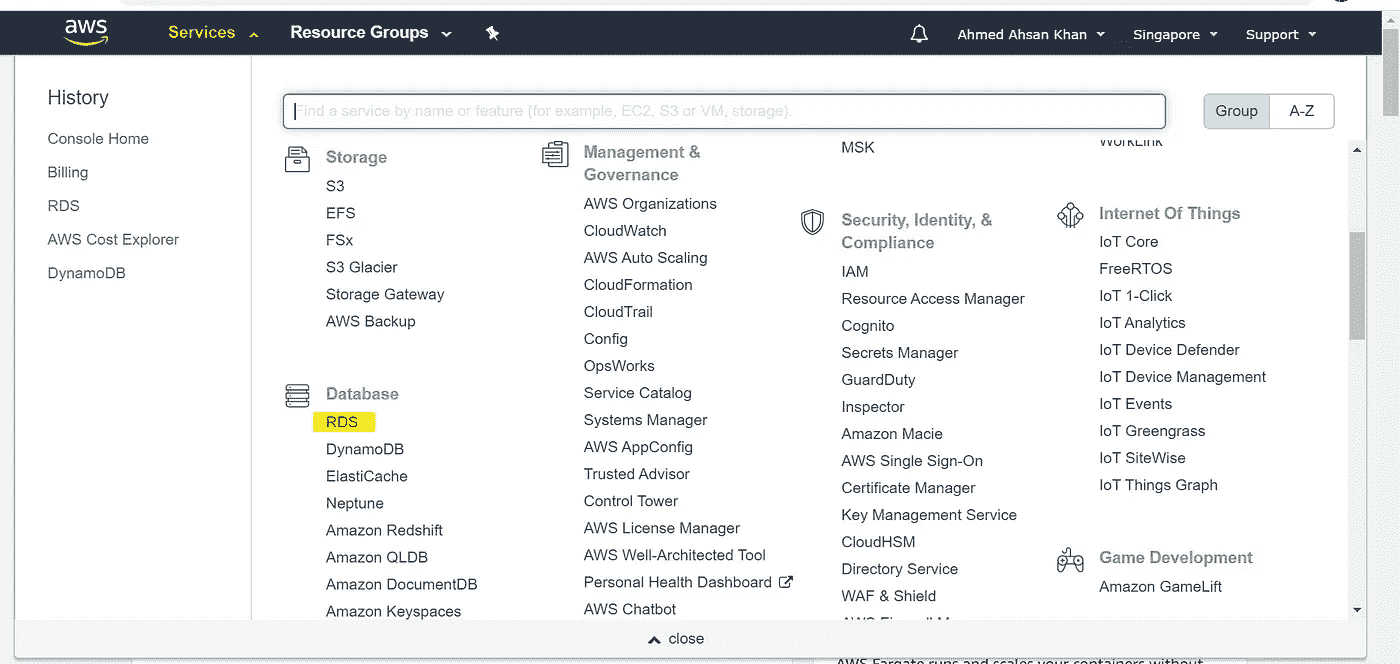 aws
Services
Resource Groups
Ahmed Ahsan Khan
Singapore
Support
History
Console Home
Billing
RDS
AWS Cost Explorer
DynamoDB
Find a service by name or feature (for example, EC2, S3 or VM, storage).
Group
A-Z
Storage
S3
EFS
FSx
S3 Glacier
Storage Gateway
AWS Backup
Database
RDS
DynamoDB
ElastiCache
Neptune
Amazon Redshift
Amazon QLDB
Amazon DocumentDB
Amazon Keyspaces
Management &
Governance
AWS Organizations
CloudWatch
AWS Auto Scaling
CloudFormation
CloudTrail
Config
OpsWorks
Service Catalog
Systems Manager
AWS AppConfig
Trusted Advisor
Control Tower
AWS License Manager
AWS Well-Architected Tool
Personal Health Dashboard
AWS Chatbot
MSK
Security, Identity, &
Compliance
IAM
Resource Access Manager
Cognito
Secrets Manager
GuardDuty
Inspector
Amazon Macie
AWS Single Sign-On
Certificate Manager
Key Management Service
CloudHSM
Directory Service
WAF & Shield
WorkLink
Internet Of Things
IoT Core
FreeRTOS
IoT 1-Click
IoT Analytics
IoT Device Defender
IoT Device Management
IoT Events
IoT Greengrass
IoT SiteWise
IoT Things Graph
Game Development
Amazon GameLift
close
AWS Fargate runs and scales your containers without